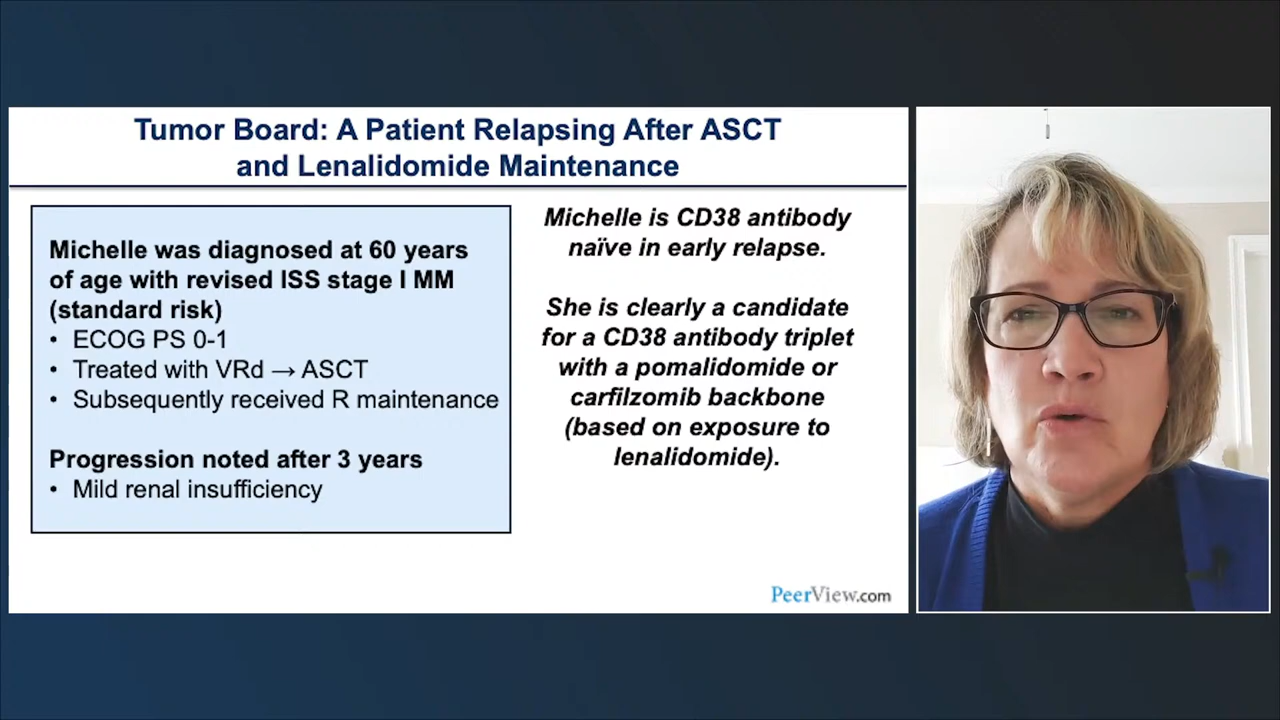 Tumor Board: A Patient Relapsing After ASCT
and Lenalidomide Maintenance
Michelle was diagnosed at 60 years
of age with revised ISS stage I MM
(standard risk)
• ECOG PS 0-1
• Treated with VRd → ASCT
• Subsequently received R maintenance
Progression noted after 3 years
• Mild renal insufficiency
Michelle is CD38 antibody
naïve in early relapse.
She is clearly a candidate
for a CD38 antibody triplet
with a pomalidomide or
carfilzomib backbone
(based on exposure to
lenalidomide).
PeerView.com